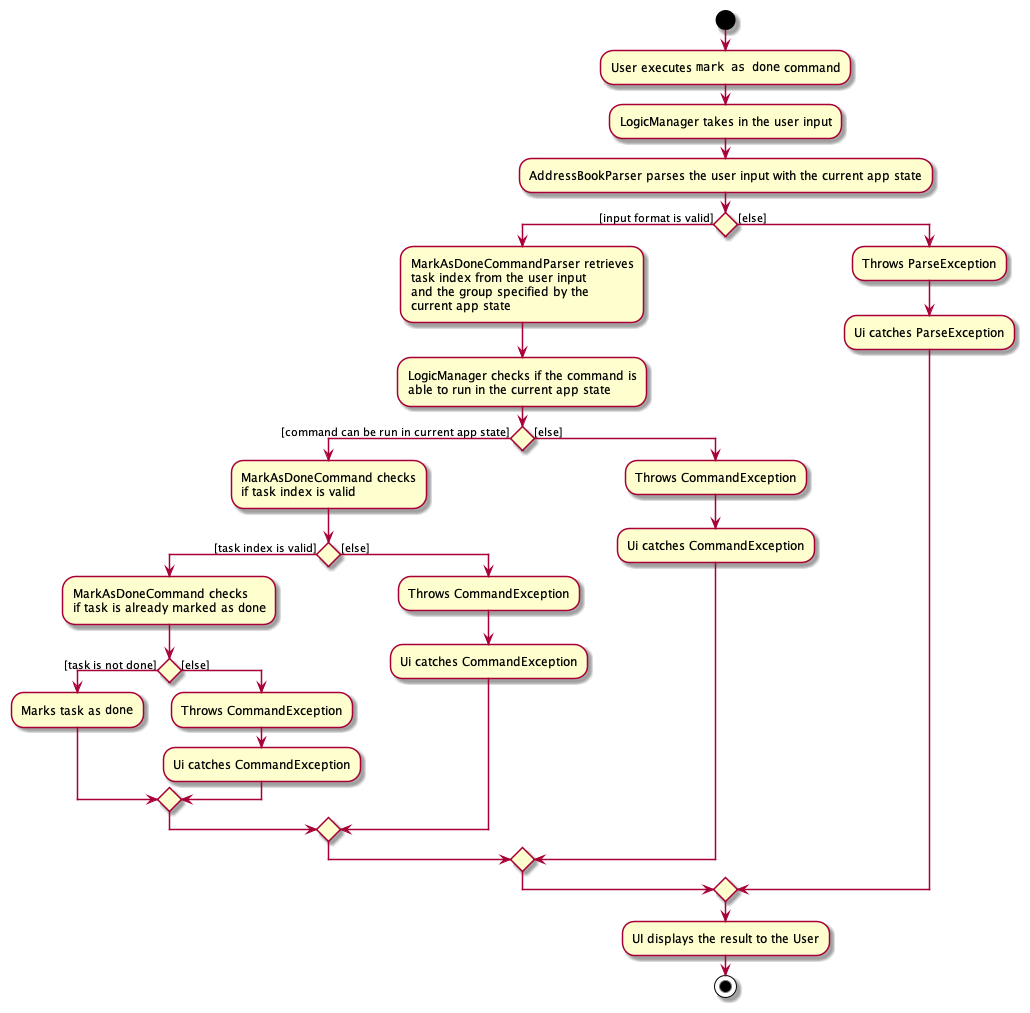 User executes mark as done command
LogicManager takes in the user input
AddressBookParser parses the user input with the current app state
[input format is valid]
[else]
MarkAsDoneCommandParser retrieves
task index from the user input
and the group specified by the
current app state
Throws ParseException
Ui catches ParseException
LogicManager checks if the command is
able to run in the current app state
[command can be run in current app state]
[else]
MarkAsDoneCommand checks
if task index is valid
Throws CommandException
Ui catches CommandException
[task index is valid]
[else]
MarkAsDoneCommand checks
if task is already marked as done
Throws CommandException
Ui catches CommandException
[task is not done]
[else]
Marks task as done
Throws CommandException
Ui catches CommandException
UI displays the result to the User